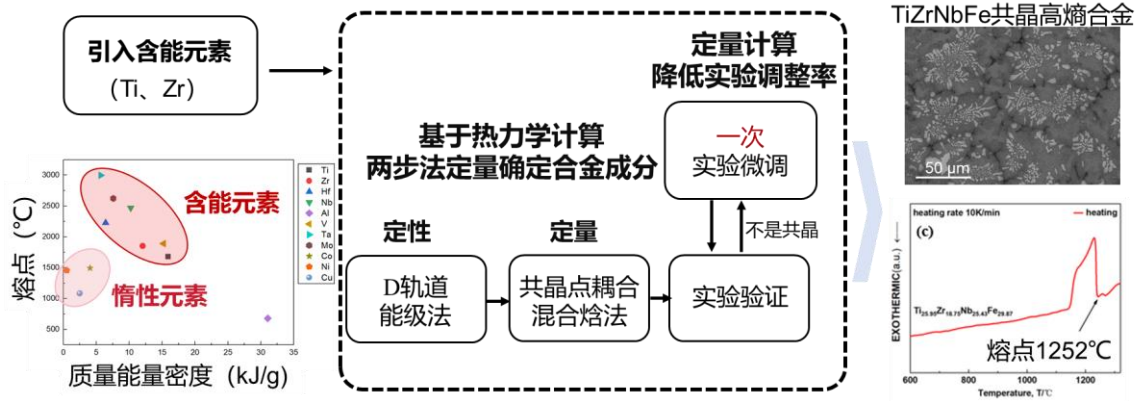 引入含能元素
（Ti、Zr）
熔点（℃）
3000
2500
2000
1500
1000
500
0
5
10
15
20
25
30
35
质量能量密度（kJ/g）
含能元素
惰性元素
Ti
Zr
Hf
Nb
Al
V
Ta
Mo
Co
Ni
Cu
定量计算
降低实验调整率
基于热力学计算
两步法定量确定合金成分
一次
实验微调
不是共晶
定性
定量
D轨道
能级法
共晶点耦合
混合焓法
实验验证
TiZrNbFe共晶高熵合金
50 μm
heating rate 10K/min
heating
(c)
EXOTHERMIC(a.u.)
Ti25.95Zr18.75Nb25.43Fe29.87
熔点1252℃
600
800
1000
1200
Temperature, T/℃